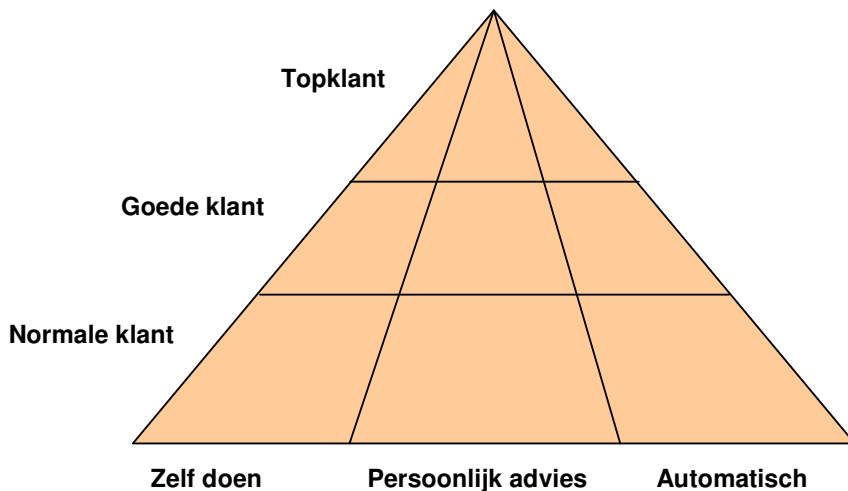 Topklant
Goede klant
Normale klant
Zelf doen
Persoonlijk advies
Automatisch